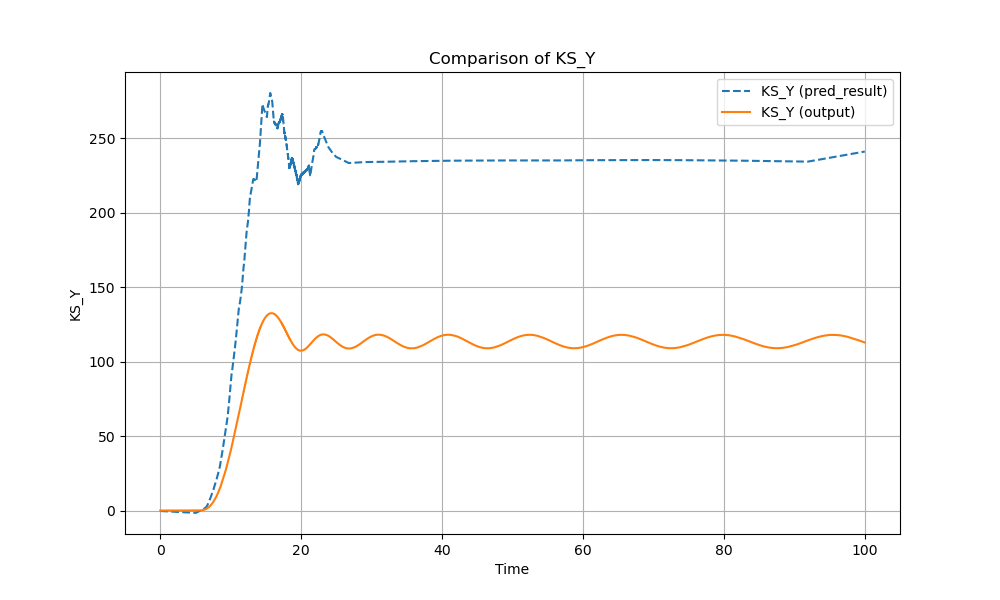 Comparison of KS_Y
KS_Y (pred_result)
KS_Y (output)
KS_Y
250
200
150
100
50
0
0 20 40 60 80 100
Time